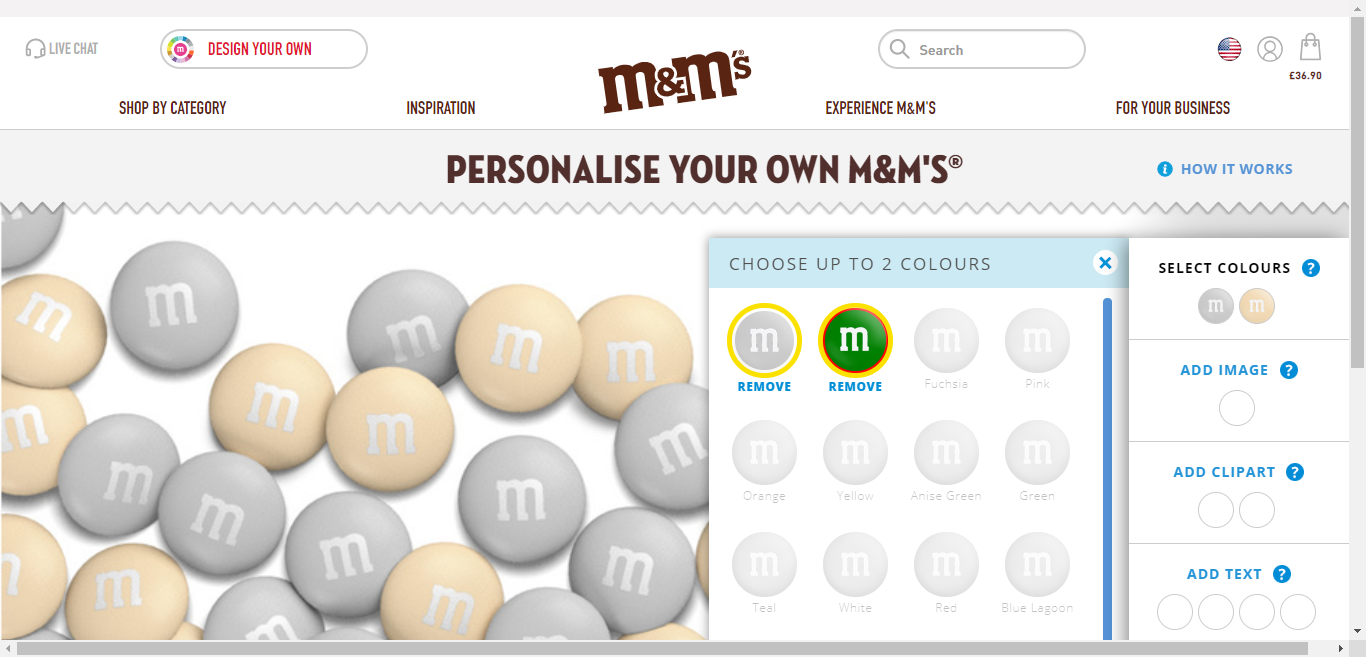 LIVE CHAT
DESIGN YOUR OWN
m&m's®
Search
£36.90
SHOP BY CATEGORY
INSPIRATION
EXPERIENCE M&M'S
FOR YOUR BUSINESS
PERSONALISE YOUR OWN M&M'S®
i HOW IT WORKS
CHOOSE UP TO 2 COLOURS
m m m m
REMOVE REMOVE Fuchsia Pink
m m m m
Orange Yellow Anise Green Green
m m m m
Teal White Red Blue Lagoon
SELECT COLOURS ?
m m
ADD IMAGE ?
ADD CLIPART ?
ADD TEXT ?